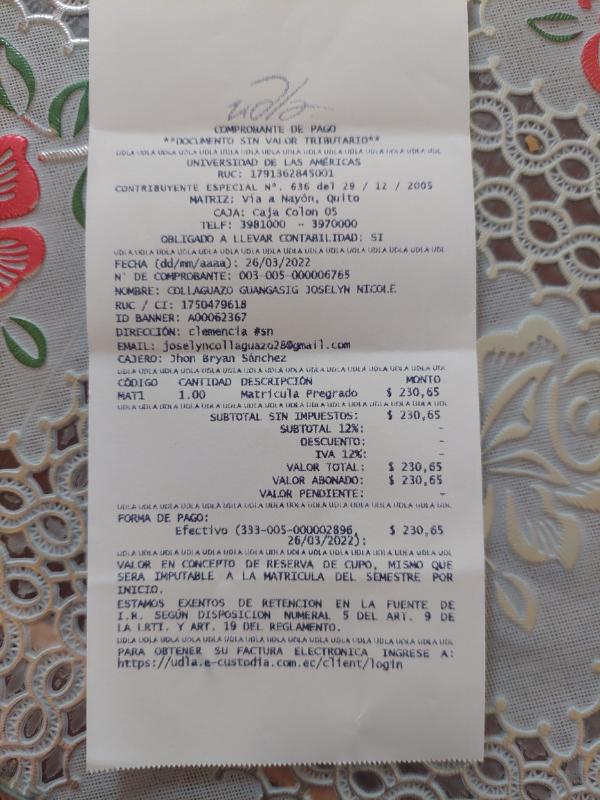 udla
COMPROBANTE DE PAGO
**DOCUMENTO SIN VALOR TRIBUTARIO**
UNIVERSIDAD DE LAS AMÉRICAS
RUC: 1791362845001
CONTRIBUYENTE ESPECIAL Nº. 636 del 29 / 12 / 2005
MATRIZ: Vía a Nayón, Quito
CAJA: Caja Colon 05
TELF: 3981000 -- 3970000
OBLIGADO A LLEVAR CONTABILIDAD: SI
FECHA (dd/mm/aaaa): 26/03/2022
N° DE COMPROBANTE: 003-005-000006765
NOMBRE: COLLAGUAZO GUANGASIG JOSELYN NICOLE
RUC / CI: 1750479618
ID BANNER: A00062367
DIRECCIÓN: clemencia #sn
EMAIL: joselyncollaguazo28@gmail.com
CAJERO: Jhon Bryan Sánchez
CÓDIGO CANTIDAD DESCRIPCIÓN MONTO
MAT1 1.00 Matrícula Pregrado $ 230,65
SUBTOTAL SIN IMPUESTOS: $ 230,65
SUBTOTAL 12%: -
DESCUENTO: -
IVA 12%: -
VALOR TOTAL: $ 230,65
VALOR ABONADO: $ 230,65
VALOR PENDIENTE: -
FORMA DE PAGO:
Efectivo (333-005-000002896, $ 230,65
26/03/2022):
VALOR EN CONCEPTO DE RESERVA DE CUPO, MISMO QUE
SERA IMPUTABLE A LA MATRICULA DEL SEMESTRE POR
INICIO.
ESTAMOS EXENTOS DE RETENCION EN LA FUENTE DE
I.R. SEGÚN DISPOSICION NUMERAL 5 DEL ART. 9 DE
LA LRTI. Y ART. 19 DEL REGLAMENTO.
PARA OBTENER SU FACTURA ELECTRONICA INGRESE A:
https://udla.e-custodia.com.ec/client/login